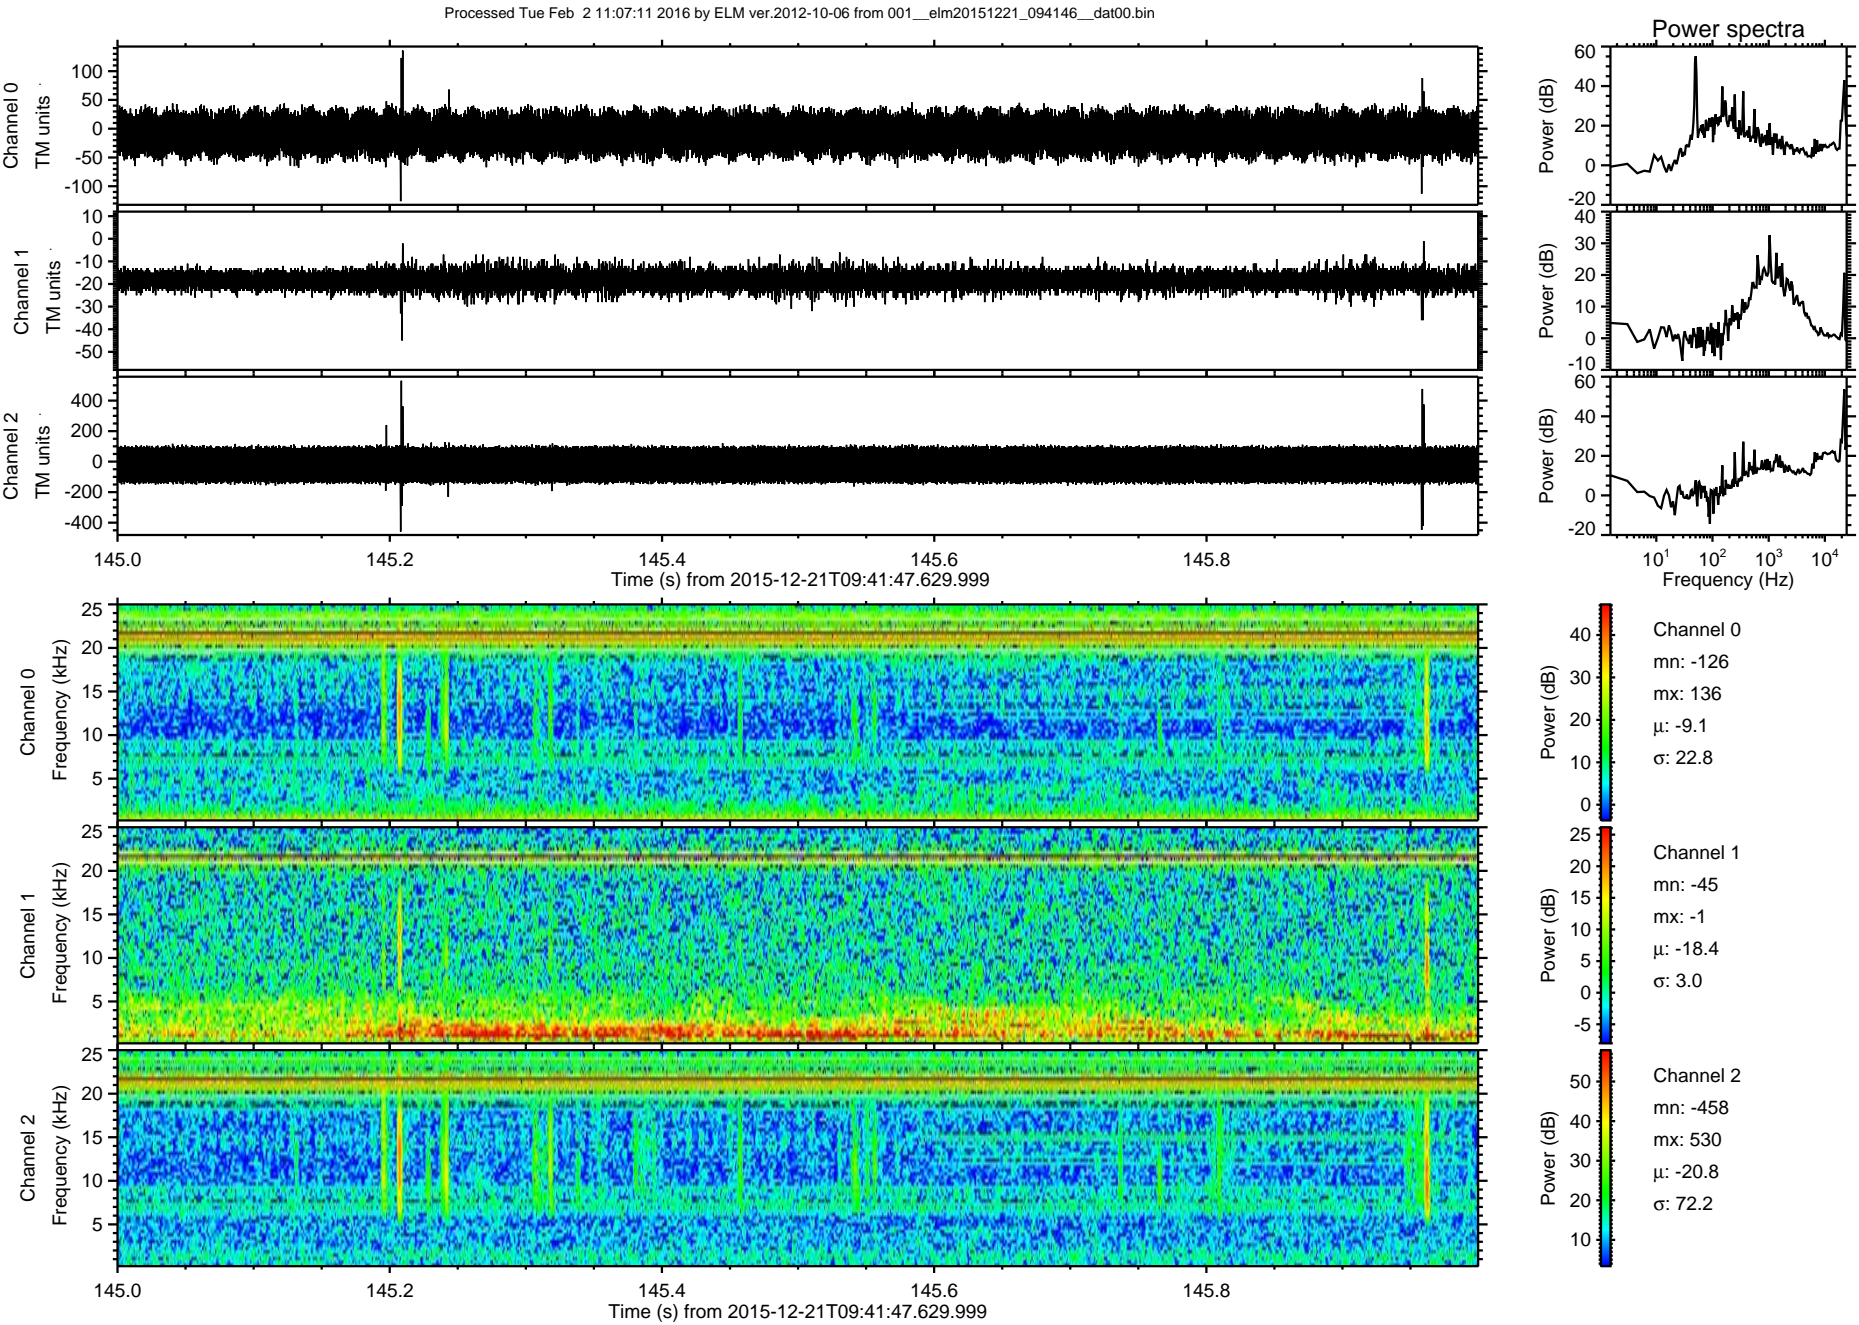 Processed Tue Feb  2 11:07:11 2016 by ELM ver.2012-10-06 from 001__elm20151221_094146__dat00.bin
Power spectra
Channel 0
TM units
100
50
0
-50
-100
Power (dB)
60
40
20
0
-20
Channel 1
TM units
10
0
-10
-20
-30
-40
-50
Power (dB)
40
30
20
10
0
-10
Channel 2
TM units
400
200
0
-200
-400
Power (dB)
60
40
20
0
-20
145.0 145.2 145.4 145.6 145.8
Time (s) from 2015-12-21T09:41:47.629.999
10¹ 10² 10³ 10⁴
Frequency (Hz)
Channel 0
Frequency (kHz)
25
20
15
10
5
Power (dB)
40
30
20
10
0
Channel 0
mn: -126
mx: 136
μ: -9.1
σ: 22.8
Channel 1
Frequency (kHz)
25
20
15
10
5
Power (dB)
25
20
15
10
5
0
-5
Channel 1
mn: -45
mx: -1
μ: -18.4
σ: 3.0
Channel 2
Frequency (kHz)
25
20
15
10
5
Power (dB)
50
40
30
20
10
Channel 2
mn: -458
mx: 530
μ: -20.8
σ: 72.2
145.0 145.2 145.4 145.6 145.8
Time (s) from 2015-12-21T09:41:47.629.999